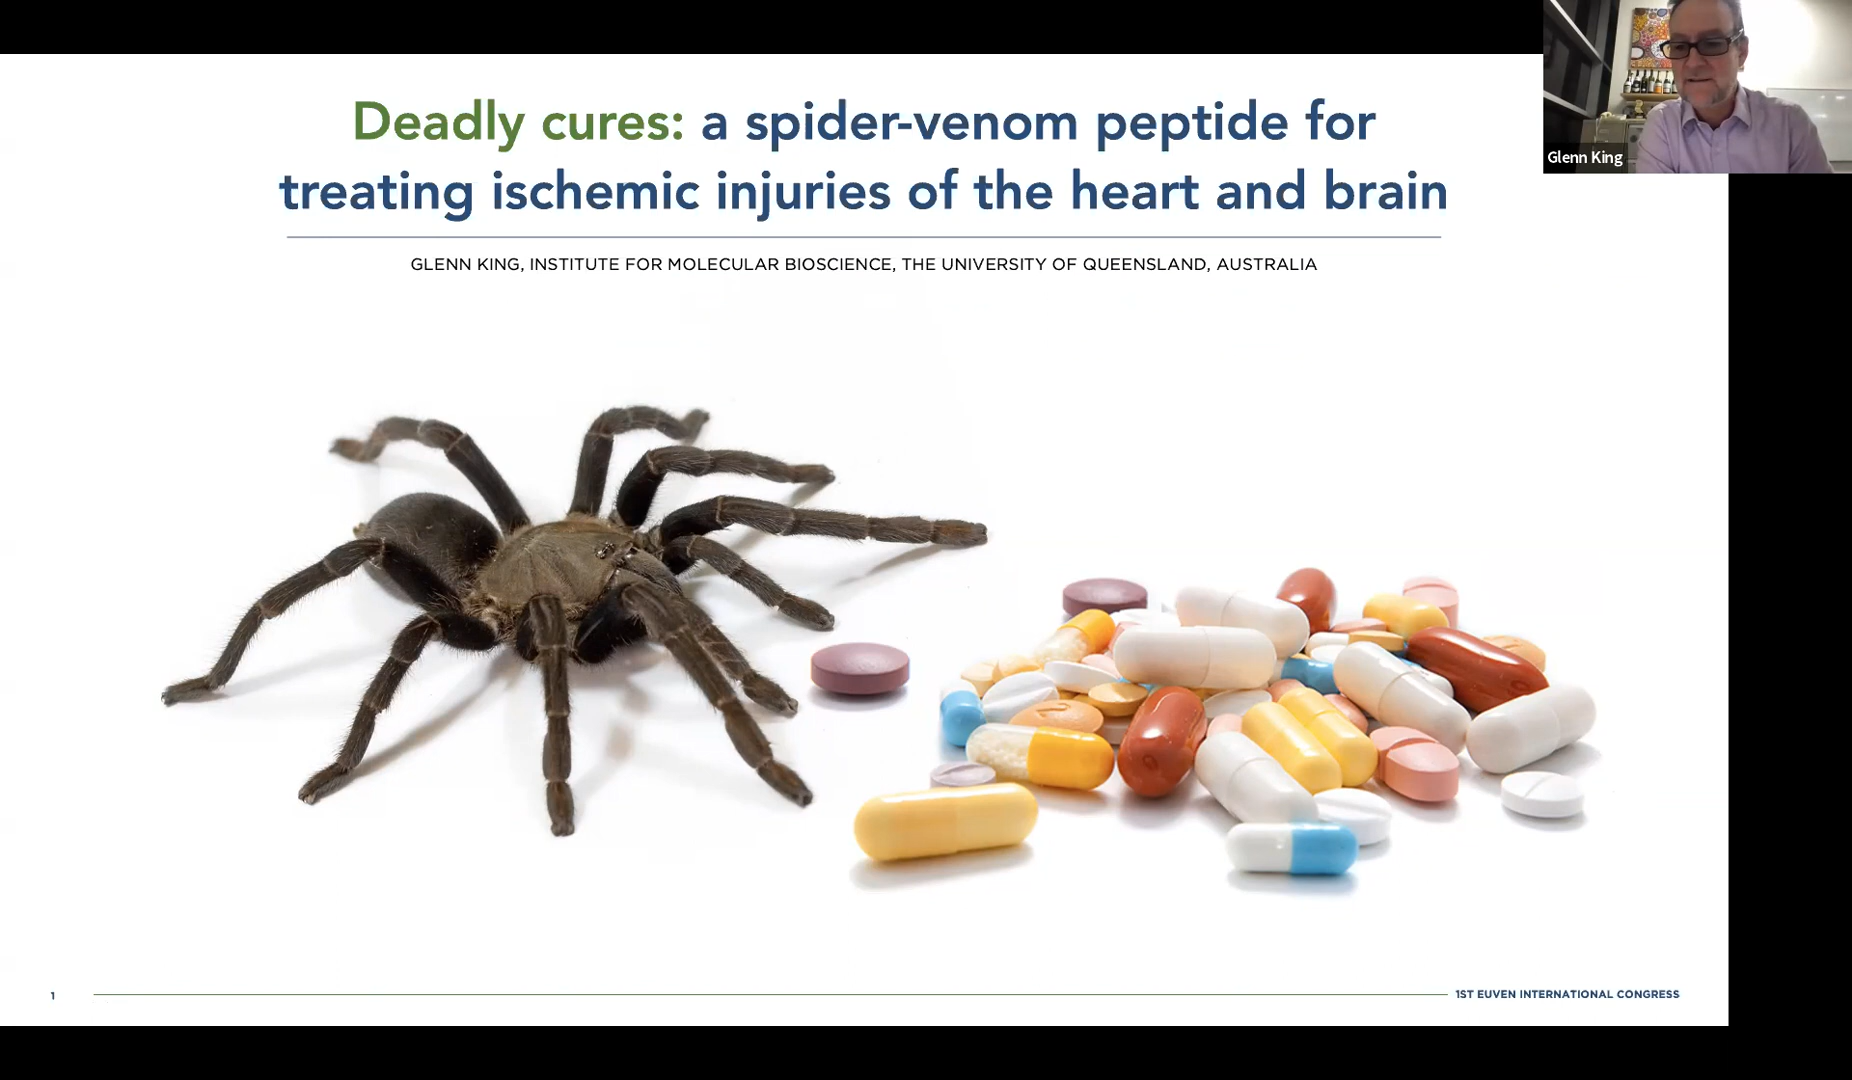 Deadly cures: a spider-venom peptide for
treating ischemic injuries of the heart and brain
GLENN KING, INSTITUTE FOR MOLECULAR BIOSCIENCE, THE UNIVERSITY OF QUEENSLAND, AUSTRALIA
Glenn King
1
1ST EUVEN INTERNATIONAL CONGRESS